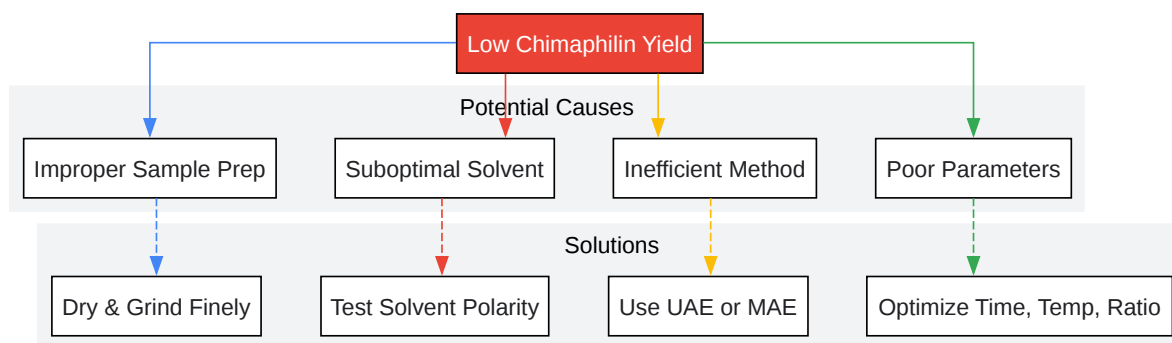 Low Chimaphilin Yield
Potential Causes
Improper Sample Prep
Suboptimal Solvent
Inefficient Method
Poor Parameters
Solutions
Dry & Grind Finely
Test Solvent Polarity
Use UAE or MAE
Optimize Time, Temp, Ratio